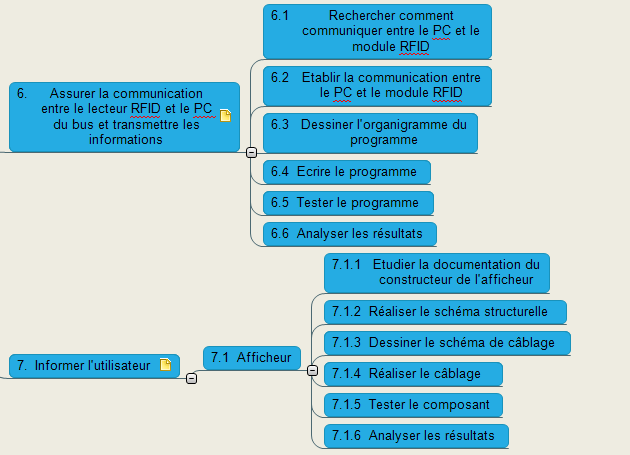 6. Assurer la communication
entre le lecteur RFID et le PC
du bus et transmettre les
informations
6.1 Rechercher comment
communiquer entre le PC et le
module RFID
6.2 Etablir la communication entre
le PC et le module RFID
6.3 Dessiner l'organigramme du
programme
6.4 Ecrire le programme
6.5 Tester le programme
6.6 Analyser les résultats
7. Informer l'utilisateur
7.1 Afficheur
7.1.1 Etudier la documentation du
constructeur de l'afficheur
7.1.2 Réaliser le schéma structurelle
7.1.3 Dessiner le schéma de câblage
7.1.4 Réaliser le câblage
7.1.5 Tester le composant
7.1.6 Analyser les résultats